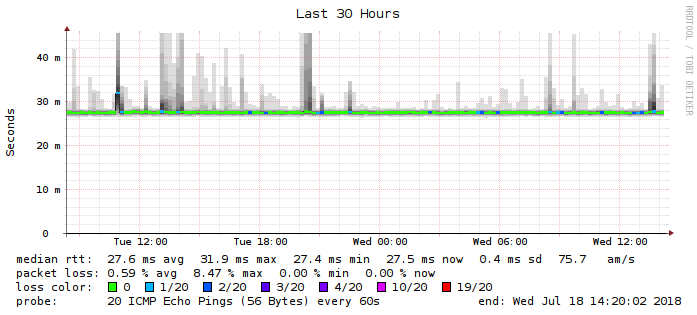 Last 30 Hours
RRDTOOL / TOBI OETIKER
Seconds
40 m
30 m
20 m
10 m
0
Tue 12:00 Tue 18:00 Wed 00:00 Wed 06:00 Wed 12:00
median rtt: 27.6 ms avg 31.9 ms max 27.4 ms min 27.5 ms now 0.4 ms sd 75.7 am/s
packet loss: 0.59 % avg 8.47 % max 0.00 % min 0.00 % now
loss color: 0 1/20 2/20 3/20 4/20 10/20 19/20
probe: 20 ICMP Echo Pings (56 Bytes) every 60s end: Wed Jul 18 14:20:02 2018